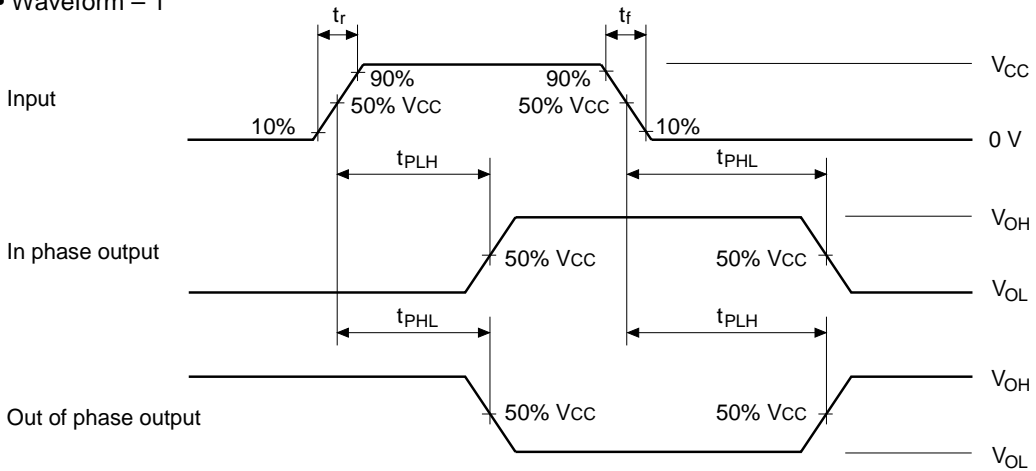 • Waveform – 1
tr
tf
90%
90%
VCC
Input
50% VCC
50% VCC
10%
10%
0 V
tPLH
tPHL
VOH
In phase output
50% VCC
50% VCC
VOL
tPHL
tPLH
VOH
Out of phase output
50% VCC
50% VCC
VOL